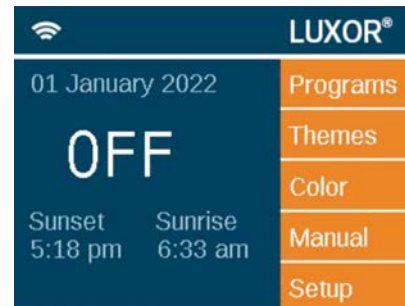 LUXOR®
01 January 2022
OFF
Sunset Sunrise
5:18 pm 6:33 am
Programs
Themes
Color
Manual
Setup